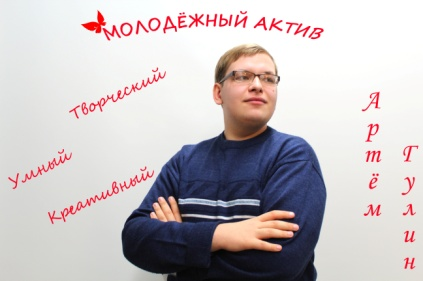 МОЛОДЁЖНЫЙ АКТИВ
Творческий
Умный
Креативный
Артём
Гулин